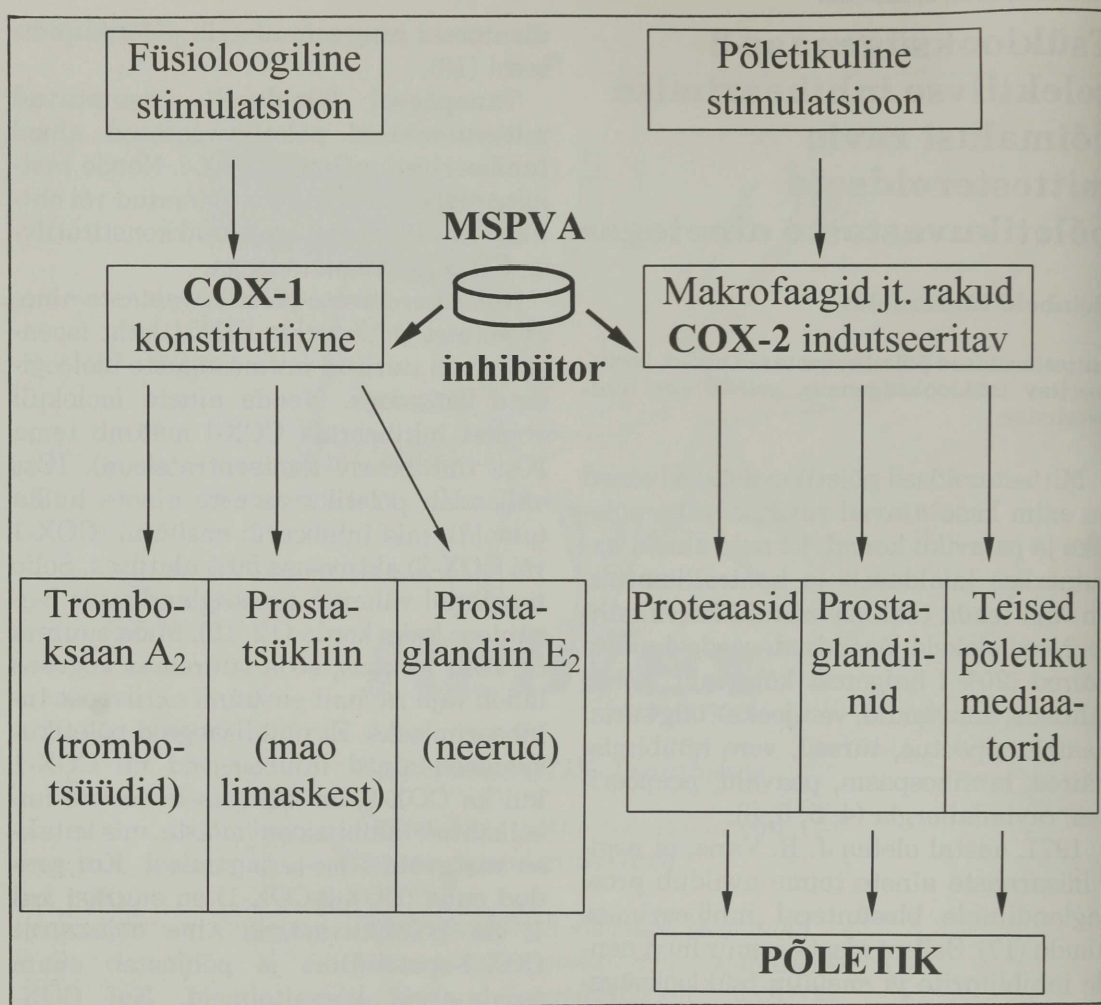 Füsioloogiline
stimulatsioon
Põletikuline
stimulatsioon
MSPVA
inhibiitor
COX-1
konstitutiivne
Makrofaagid jt. rakud
COX-2 indutseeritav
Trombo-
ksaan A₂
(trombo-
tsüüdid)
Prosta-
tsükliin
(mao
limaskest)
Prosta-
glandiin E₂
(neerud)
Proteaasid
Prosta-
glandii-
nid
Teised
põletiku
mediaa-
torid
PÕLETIK